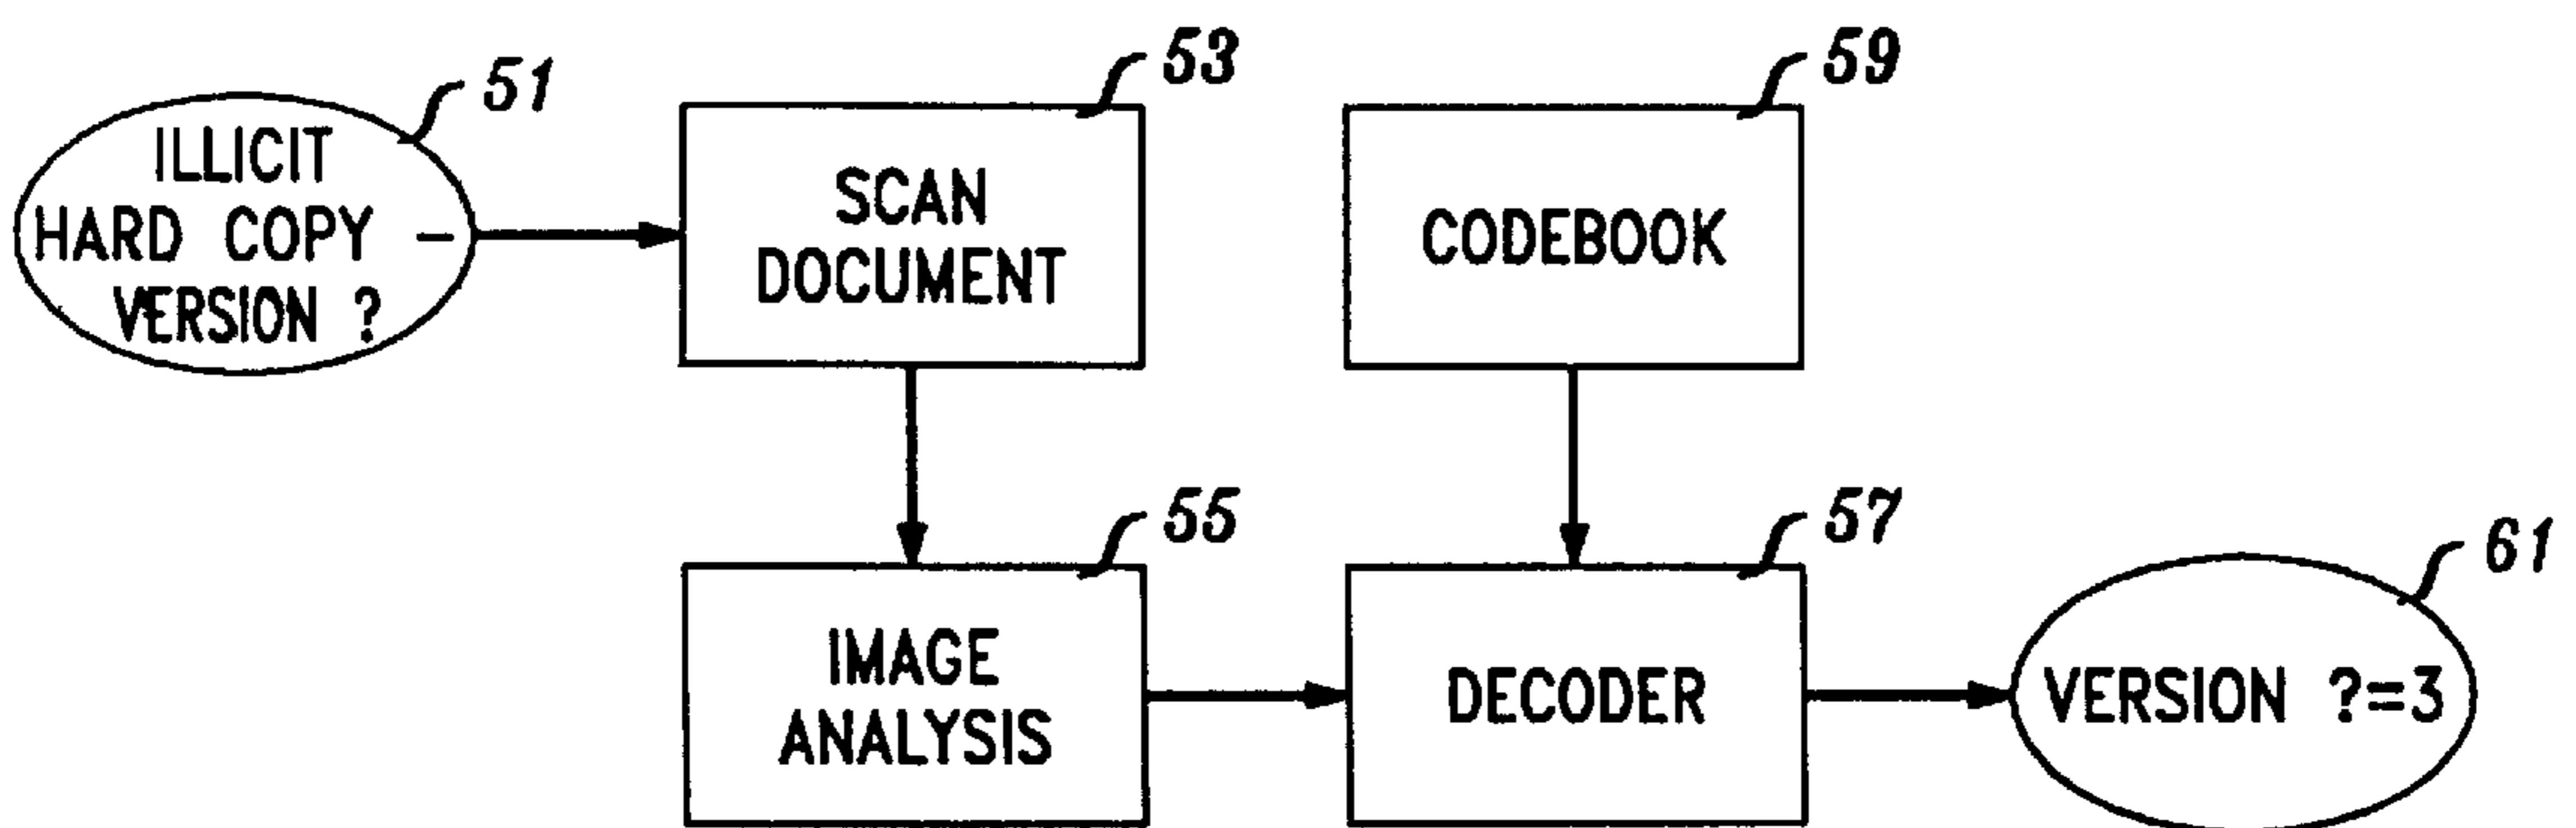 51
ILLICIT
HARD COPY –
VERSION ?
53
SCAN
DOCUMENT
59
CODEBOOK
55
IMAGE
ANALYSIS
57
DECODER
61
VERSION ?=3